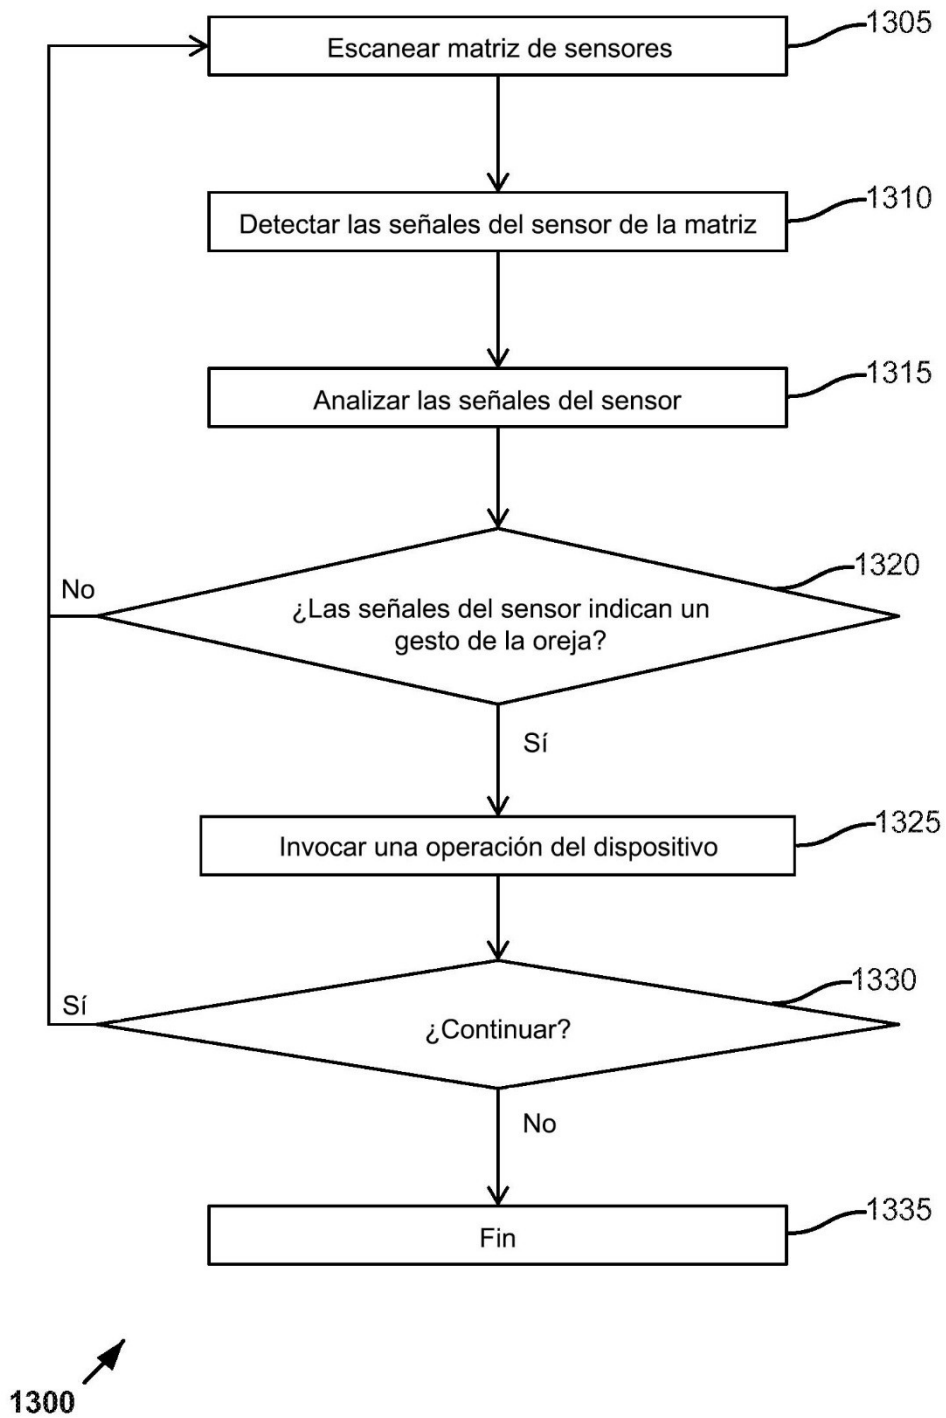 1305
Escanear matriz de sensores
1310
Detectar las señales del sensor de la matriz
1315
Analizar las señales del sensor
1320
No
¿Las señales del sensor indican un
gesto de la oreja?
Sí
1325
Invocar una operación del dispositivo
1330
Sí
¿Continuar?
No
1335
Fin
1300